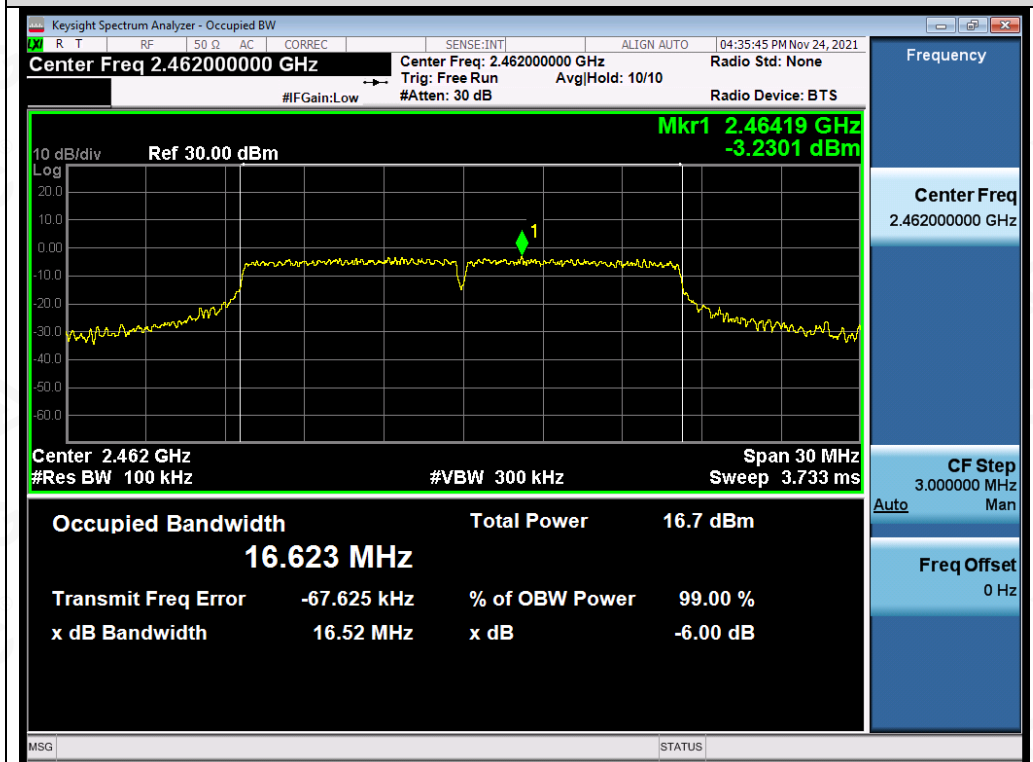 Keysight Spectrum Analyzer - Occupied BW
LXI R T RF 50 Ω AC CORREC SENSE:INT ALIGN AUTO 04:35:45 PM Nov 24, 2021
Center Freq 2.462000000 GHz
Center Freq: 2.462000000 GHz Radio Std: None
Trig: Free Run Avg|Hold: 10/10
#IFGain:Low #Atten: 30 dB Radio Device: BTS
Frequency
Mkr1 2.46419 GHz
-3.2301 dBm
10 dB/div Ref 30.00 dBm
Log
20.0
10.0
0.00
-10.0
-20.0
-30.0
-40.0
-50.0
-60.0
1
Center 2.462 GHz Span 30 MHz
#Res BW 100 kHz #VBW 300 kHz Sweep 3.733 ms
Center Freq
2.462000000 GHz
CF Step
3.000000 MHz
Auto Man
Freq Offset
0 Hz
Occupied Bandwidth Total Power 16.7 dBm
16.623 MHz
Transmit Freq Error -67.625 kHz % of OBW Power 99.00 %
x dB Bandwidth 16.52 MHz x dB -6.00 dB
MSG STATUS